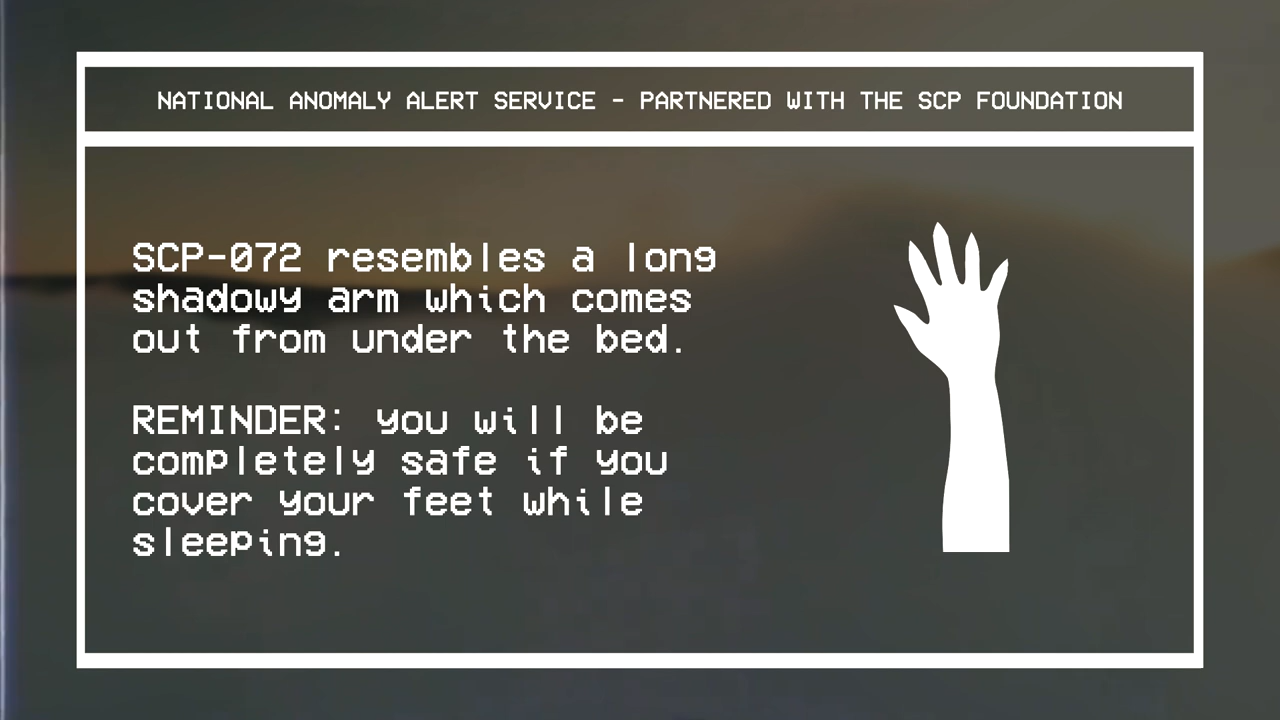 NATIONAL ANOMALY ALERT SERVICE - PARTNERED WITH THE SCP FOUNDATION
SCP-072 resembles a long
shadowy arm which comes
out from under the bed.
REMINDER: you will be
completely safe if you
cover your feet while
sleeping.